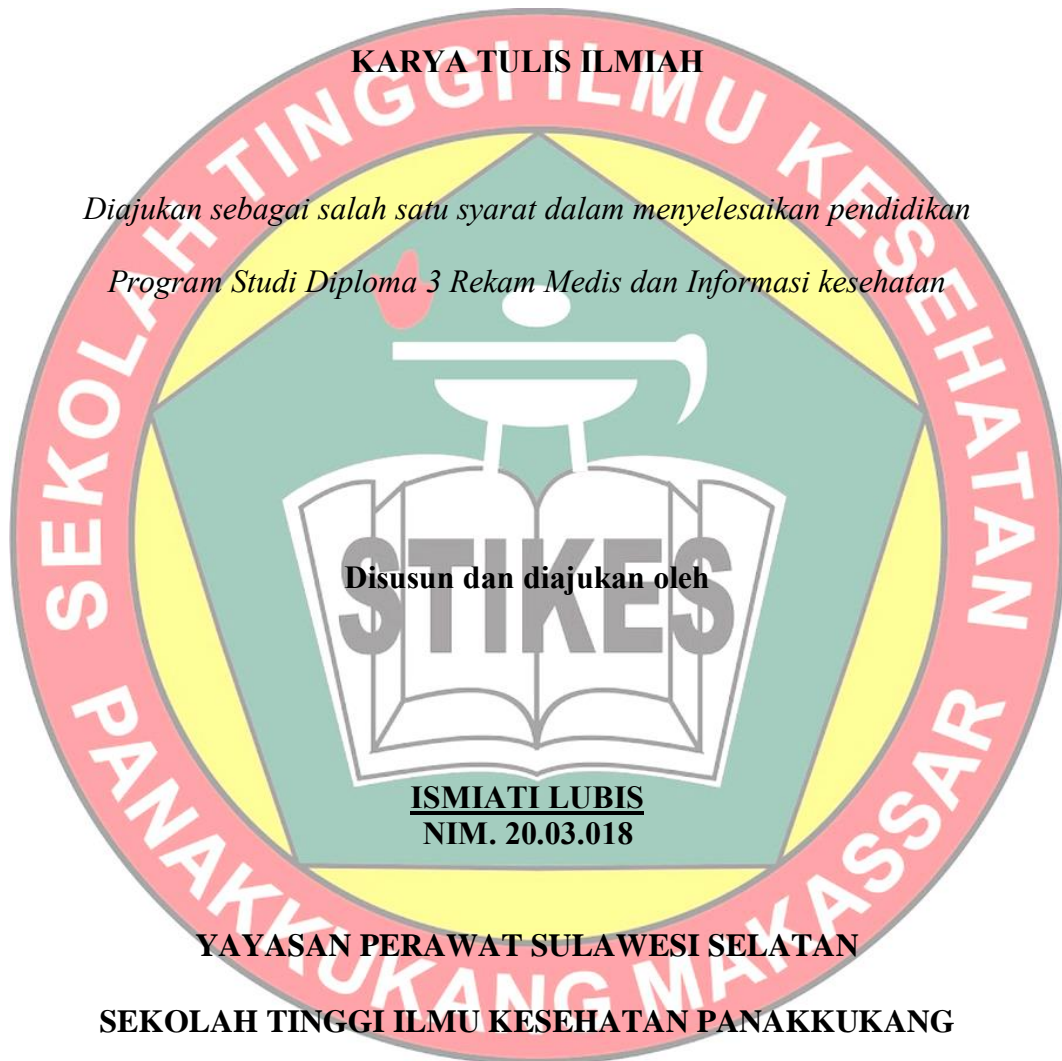 KARYA TULIS ILMIAH
Diajukan sebagai salah satu syarat dalam menyelesaikan pendidikan
Program Studi Diploma 3 Rekam Medis dan Informasi kesehatan
Disusun dan diajukan oleh
STIKES
ISMIATI LUBIS
NIM. 20.03.018
YAYASAN PERAWAT SULAWESI SELATAN
SEKOLAH TINGGI ILMU KESEHATAN PANAKKUKANG
SEKOLAH TINGGI ILMU KESEHATAN
PANAKKUKANG MAKASSAR